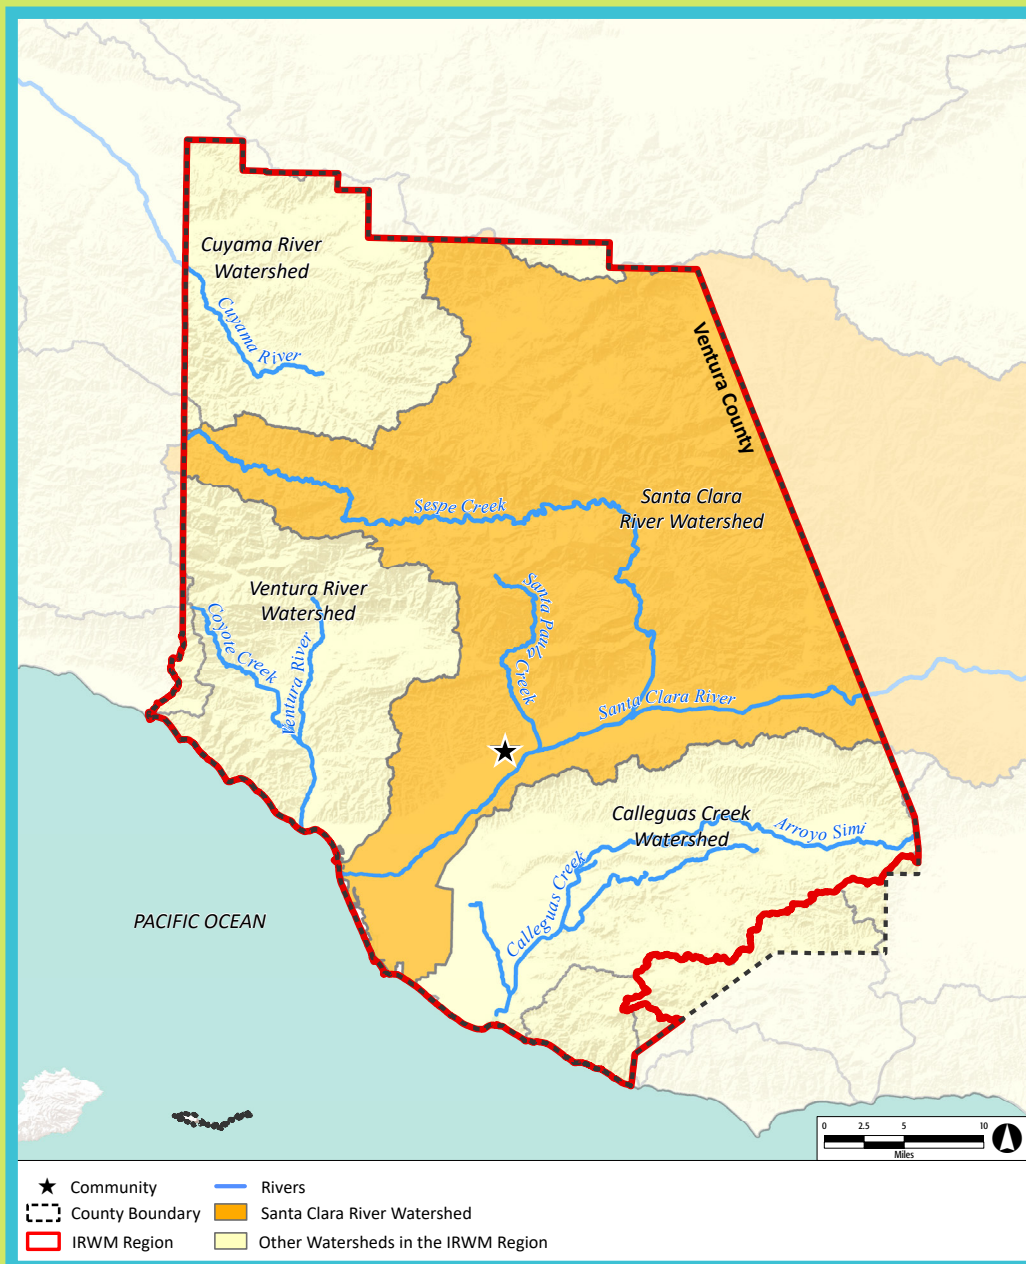 Cuyama River
Watershed
Cuyama River
Ventura County
Santa Clara
River Watershed
Sespe Creek
Ventura River
Watershed
Santa Paula
Creek
Coyote Creek
Ventura River
Santa Clara River
Calleguas Creek
Watershed
Arroyo Simi
Calleguas Creek
PACIFIC OCEAN
0 2.5 5 10
Miles
Community
Rivers
County Boundary
Santa Clara River Watershed
IRWM Region
Other Watersheds in the IRWM Region